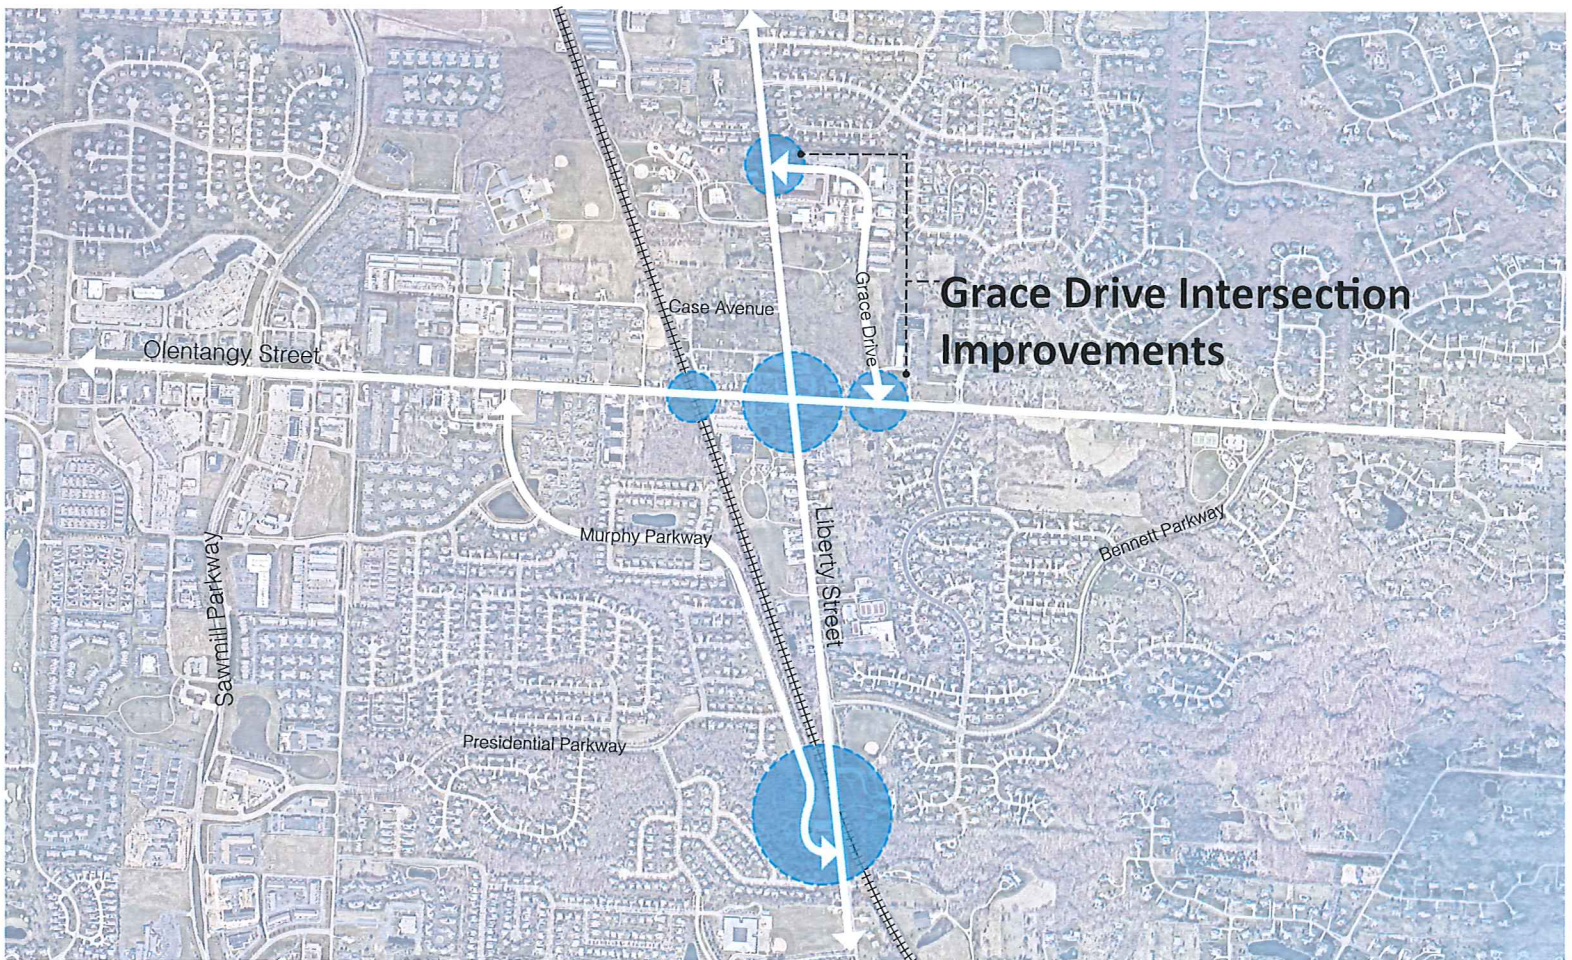 Case Avenue
Grace Drive
Grace Drive Intersection
Improvements
Olentangy Street
Murphy Parkway
Liberty Street
Bennett Parkway
Sawmill Parkway
Presidential Parkway